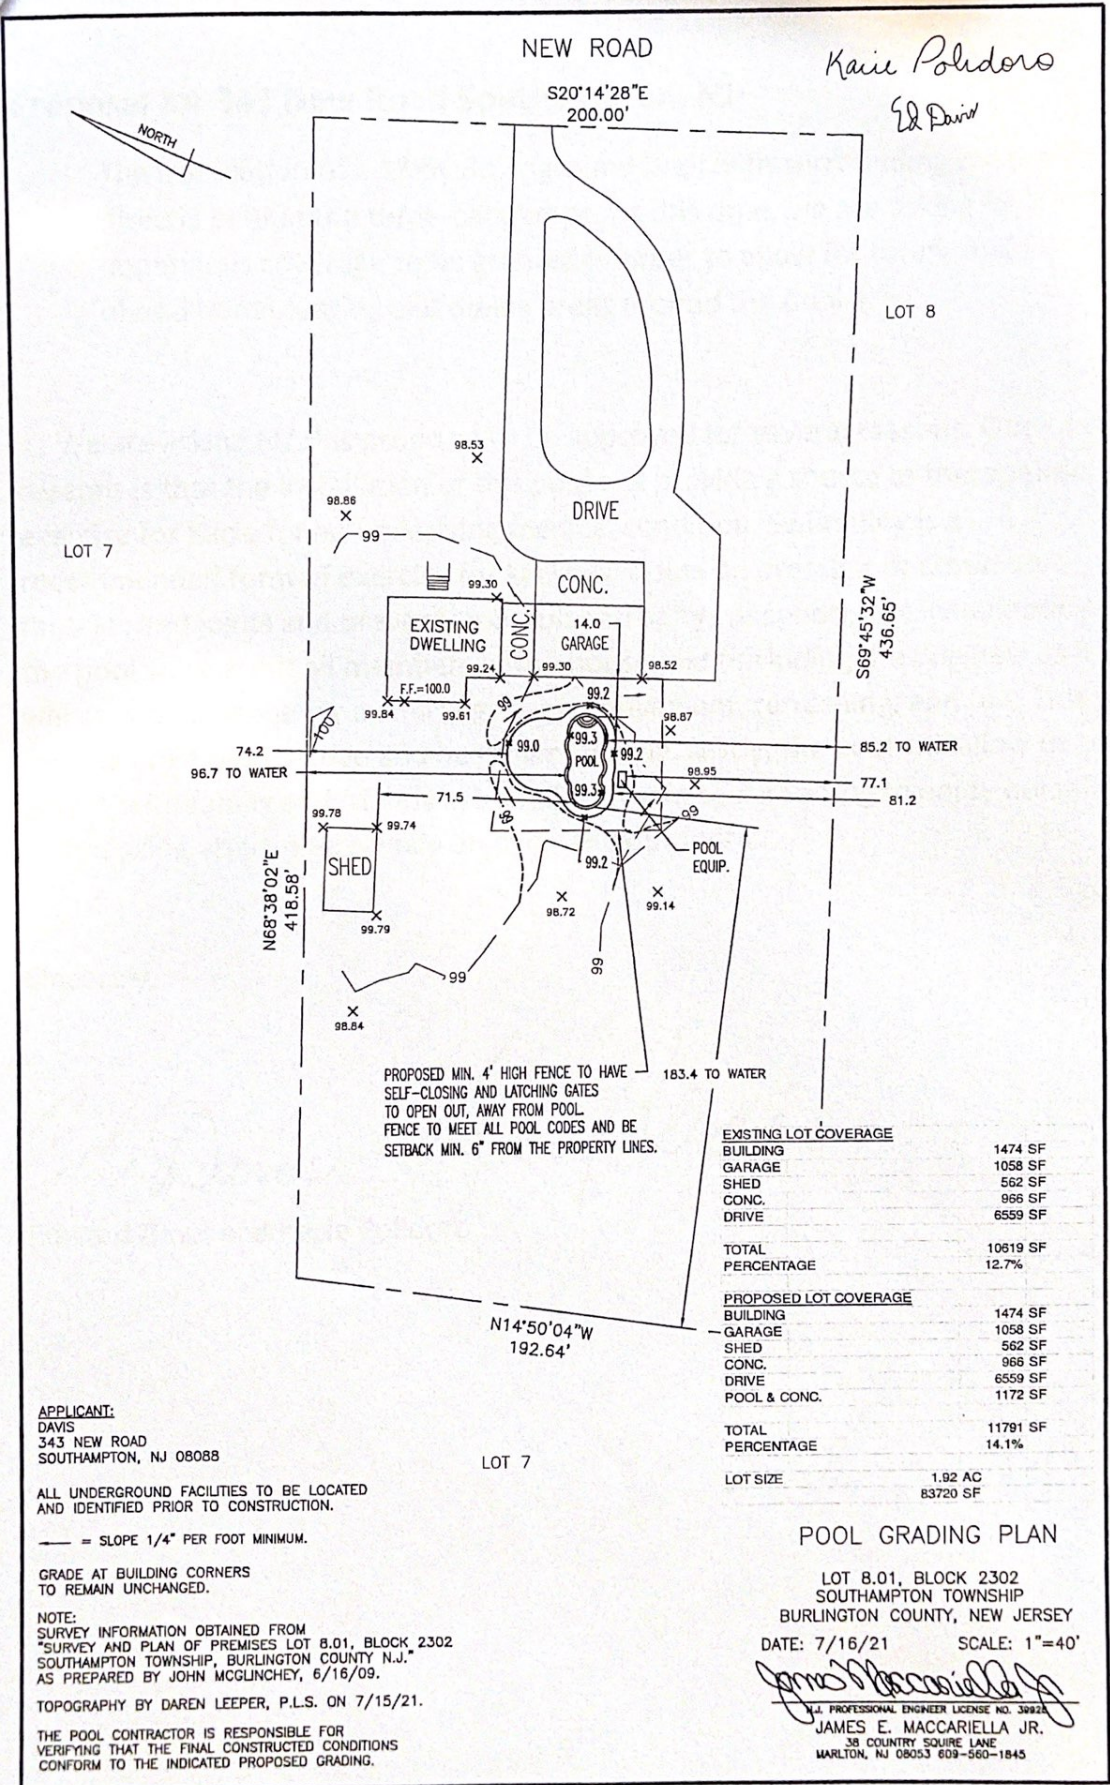 NEW ROAD
Karie Polidoro
Ed Davis
S20°14'28"E
200.00'
NORTH
LOT 8
98.53
98.86
DRIVE
99
LOT 7
CONC.
99.30
S69°45'32"W
436.65'
EXISTING
DWELLING
CONC.
14.0
GARAGE
99.24
99.30
98.52
F.F.=100.0
99
99.2
99.84
99.61
98.87
100
99.0
99.3
99.2
74.2
85.2 TO WATER
POOL
96.7 TO WATER
98.95
77.1
71.5
99.3
81.2
99
99
99.78
99.74
POOL
EQUIP.
SHED
99.2
N68°38'02"E
418.58'
98.72
99.14
99.79
99
99
98.84
PROPOSED MIN. 4' HIGH FENCE TO HAVE
SELF-CLOSING AND LATCHING GATES
TO OPEN OUT, AWAY FROM POOL.
FENCE TO MEET ALL POOL CODES AND BE
SETBACK MIN. 6" FROM THE PROPERTY LINES.
183.4 TO WATER
EXISTING LOT COVERAGE
BUILDING 1474 SF
GARAGE 1058 SF
SHED 562 SF
CONC. 966 SF
DRIVE 6559 SF
TOTAL 10619 SF
PERCENTAGE 12.7%
PROPOSED LOT COVERAGE
BUILDING 1474 SF
GARAGE 1058 SF
SHED 562 SF
CONC. 966 SF
DRIVE 6559 SF
POOL & CONC. 1172 SF
TOTAL 11791 SF
PERCENTAGE 14.1%
LOT SIZE 1.92 AC
83720 SF
N14°50'04"W
192.64'
LOT 7
APPLICANT:
DAVIS
343 NEW ROAD
SOUTHAMPTON, NJ 08088
ALL UNDERGROUND FACILITIES TO BE LOCATED
AND IDENTIFIED PRIOR TO CONSTRUCTION.
= SLOPE 1/4" PER FOOT MINIMUM.
GRADE AT BUILDING CORNERS
TO REMAIN UNCHANGED.
NOTE:
SURVEY INFORMATION OBTAINED FROM
"SURVEY AND PLAN OF PREMISES LOT 8.01, BLOCK 2302
SOUTHAMPTON TOWNSHIP, BURLINGTON COUNTY N.J."
AS PREPARED BY JOHN MCGLINCHEY, 6/16/09.
TOPOGRAPHY BY DAREN LEEPER, P.L.S. ON 7/15/21.
THE POOL CONTRACTOR IS RESPONSIBLE FOR
VERIFYING THAT THE FINAL CONSTRUCTED CONDITIONS
CONFORM TO THE INDICATED PROPOSED GRADING.
POOL GRADING PLAN
LOT 8.01, BLOCK 2302
SOUTHAMPTON TOWNSHIP
BURLINGTON COUNTY, NEW JERSEY
DATE: 7/16/21 SCALE: 1"=40'
James Maccariella Jr
N.J. PROFESSIONAL ENGINEER LICENSE NO.
JAMES E. MACCARIELLA JR.
38 COUNTRY SQUIRE LANE
MARLTON, NJ 08053 609-560-1845